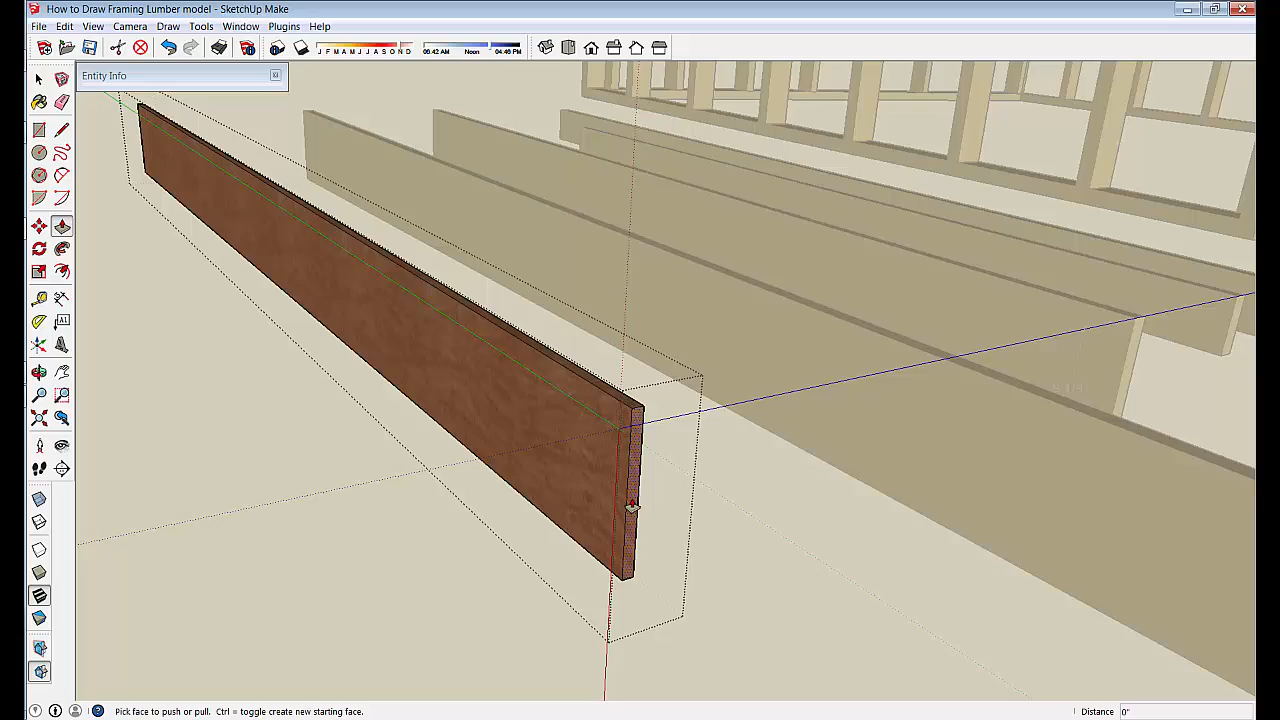 How to Draw Framing Lumber model - SketchUp Make
File Edit View Camera Draw Tools Window Plugins Help
J F M A M J J A S O N D 06:42 AM Noon 04:46 PM
Entity Info
A1
Pick face to push or pull. Ctrl = toggle create new starting face. Distance 0"